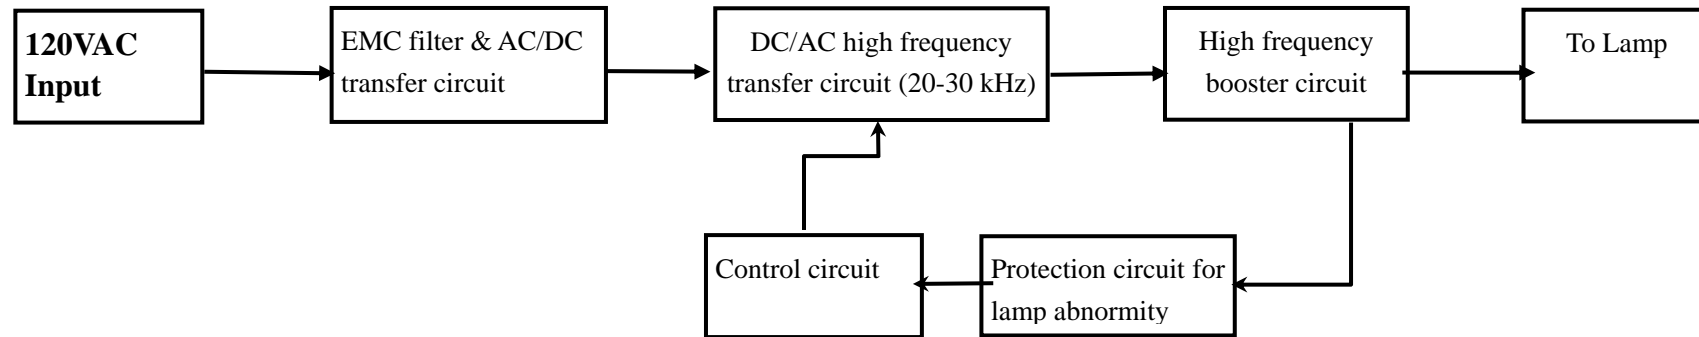 120VAC
Input
EMC filter & AC/DC
transfer circuit
DC/AC high frequency
transfer circuit (20-30 kHz)
High frequency
booster circuit
To Lamp
Control circuit
Protection circuit for
lamp abnormity